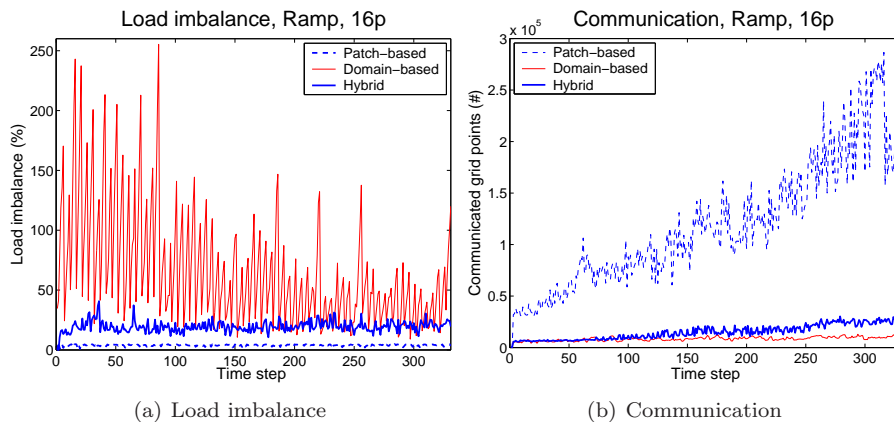 Load imbalance, Ramp, 16p
Load imbalance (%)
250
200
150
100
50
0
Patch−based
Domain−based
Hybrid
0 50 100 150 200 250 300
Time step
(a) Load imbalance
Communication, Ramp, 16p
x 10^5
Communicated grid points (#)
3
2.5
2
1.5
1
0.5
0
Patch−based
Domain−based
Hybrid
0 50 100 150 200 250 300
Time step
(b) Communication